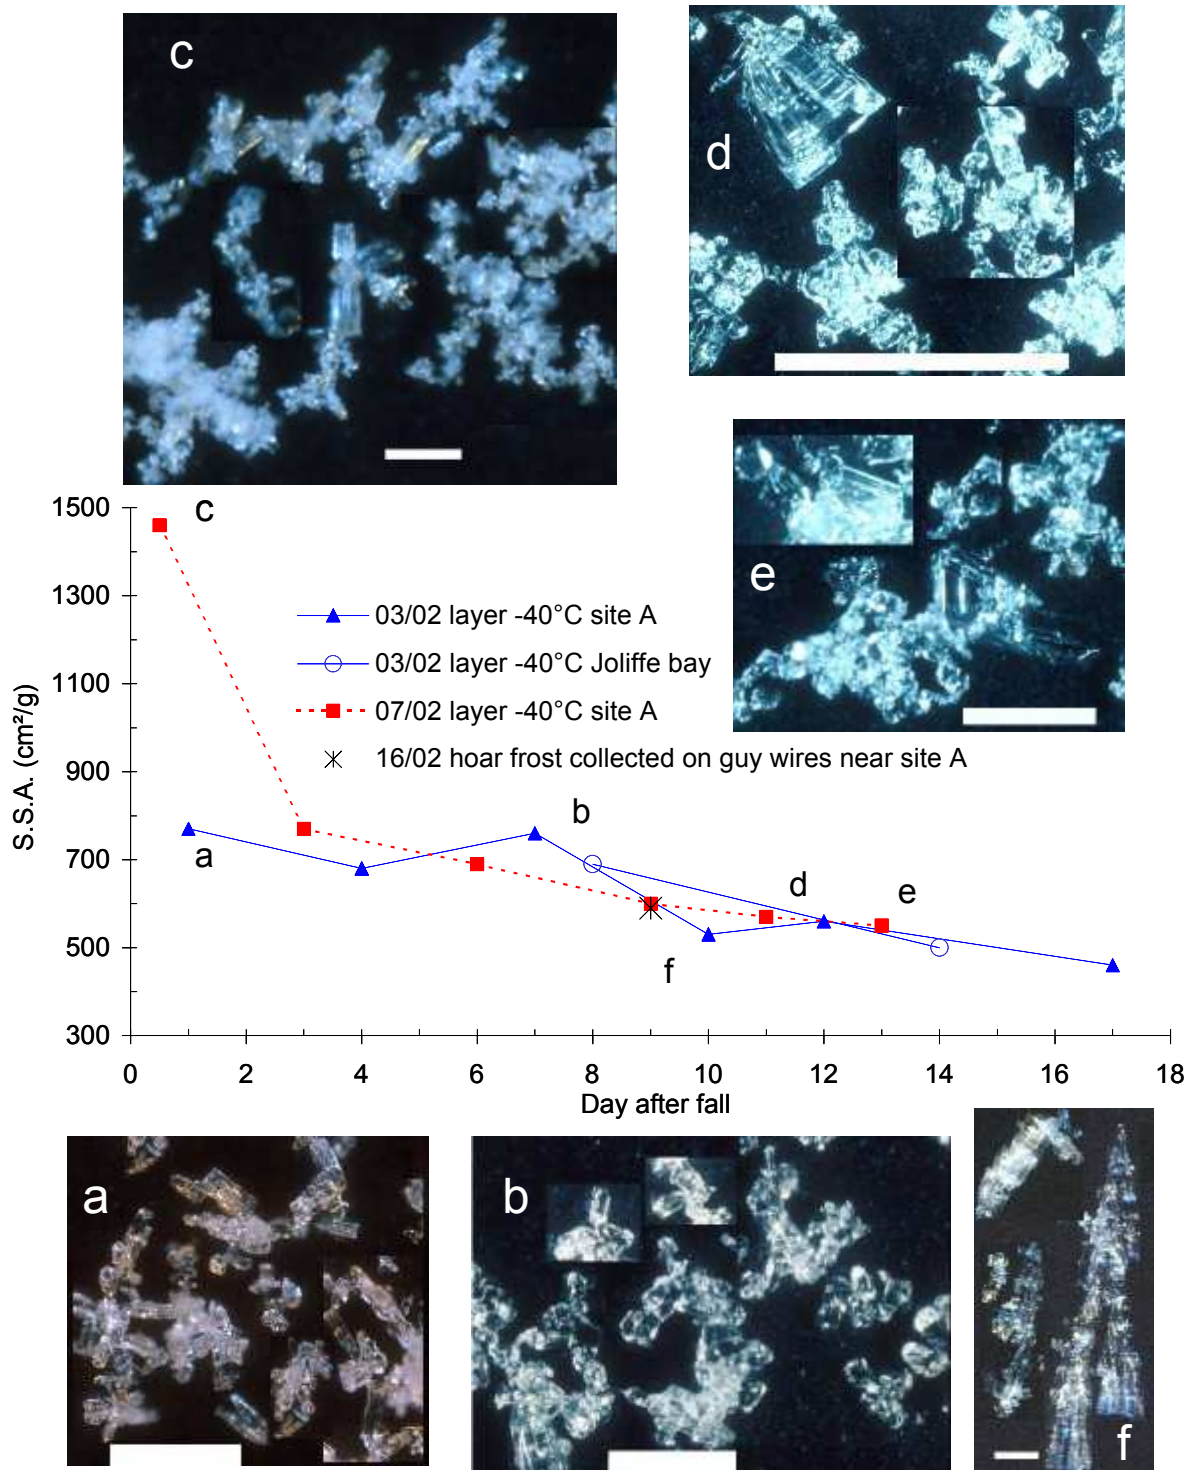 c
d
e
1500
1300
1100
900
700
500
300
S.S.A. (cm²/g)
c
03/02 layer -40°C site A
03/02 layer -40°C Joliffe bay
07/02 layer -40°C site A
16/02 hoar frost collected on guy wires near site A
a
b
d
e
f
0 2 4 6 8 10 12 14 16 18
Day after fall
a
b
f